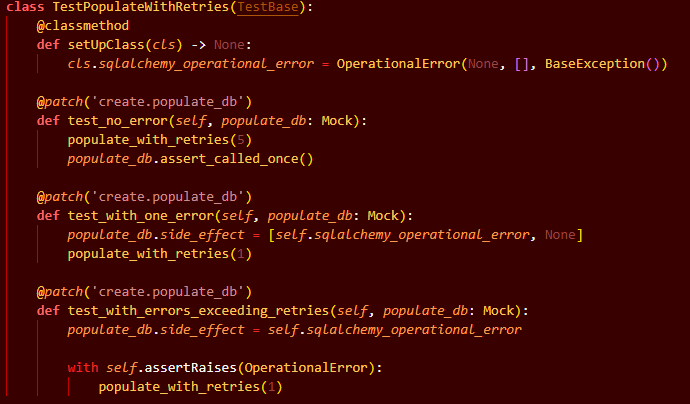 class TestPopulateWithRetries(TestBase):
    @classmethod
    def setUpClass(cls) -> None:
        cls.sqlalchemy_operational_error = OperationalError(None, [], BaseException())
    @patch('create.populate_db')
    def test_no_error(self, populate_db: Mock):
        populate_with_retries(5)
        populate_db.assert_called_once()
    @patch('create.populate_db')
    def test_with_one_error(self, populate_db: Mock):
        populate_db.side_effect = [self.sqlalchemy_operational_error, None]
        populate_with_retries(1)
    @patch('create.populate_db')
    def test_with_errors_exceeding_retries(self, populate_db: Mock):
        populate_db.side_effect = self.sqlalchemy_operational_error
        with self.assertRaises(OperationalError):
            populate_with_retries(1)